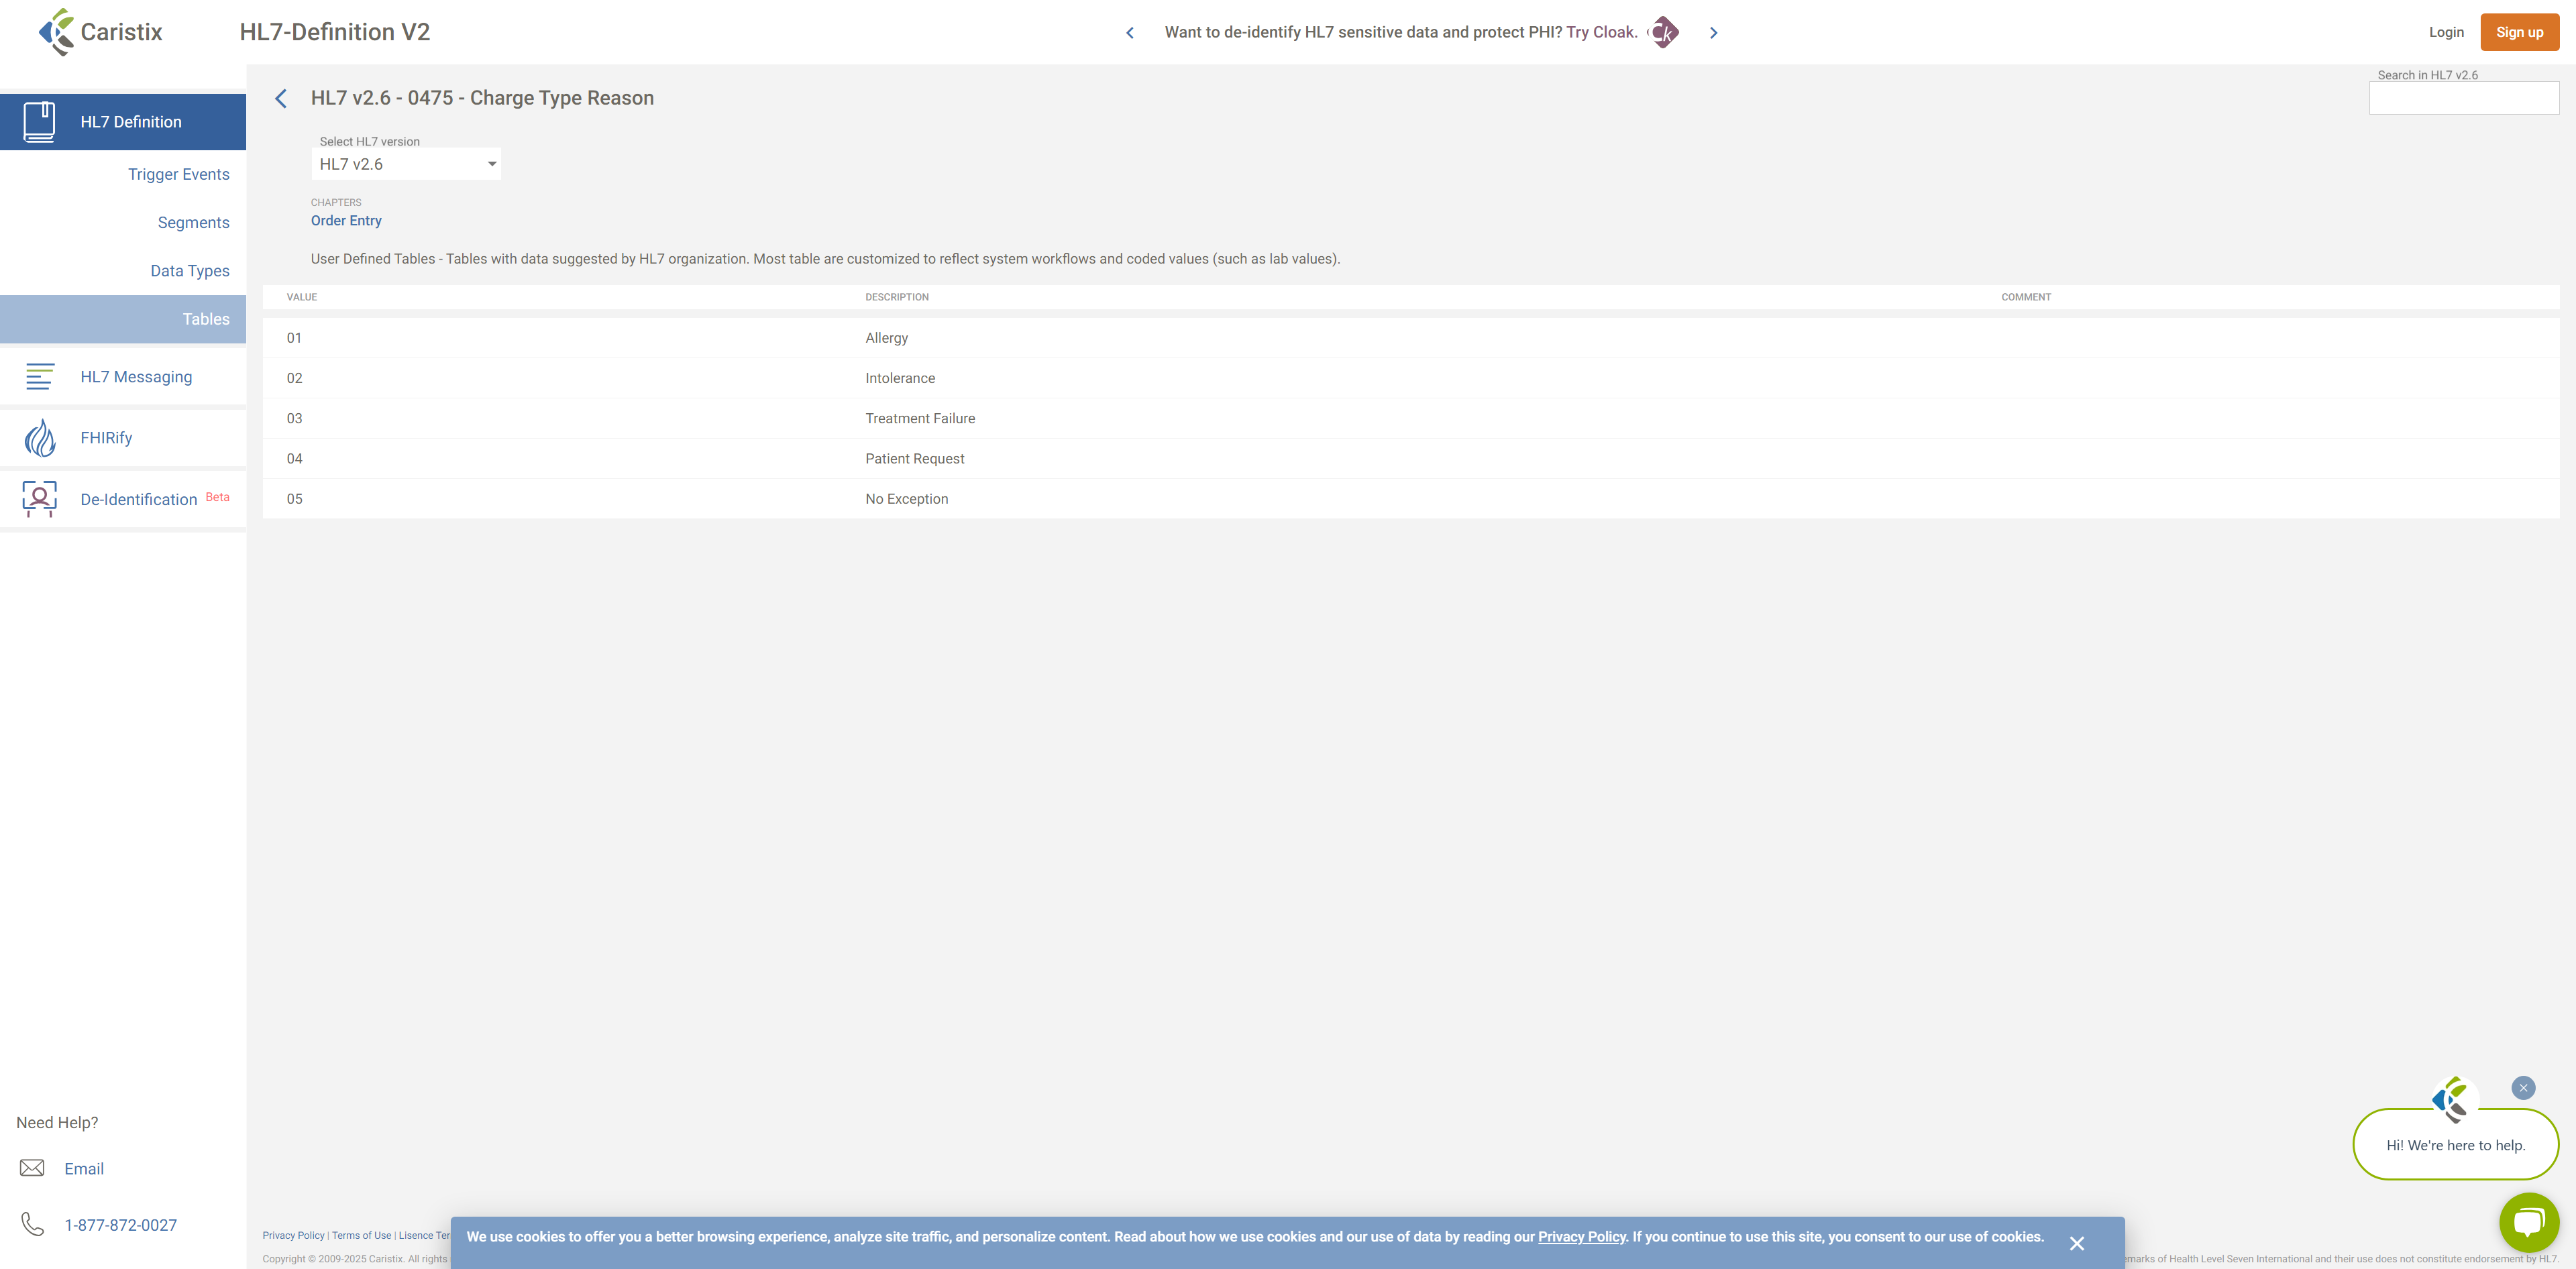 Caristix
HL7-Definition V2
Want to de-identify HL7 sensitive data and protect PHI? Try Cloak.
Ck
Login
Sign up
HL7 Definition
Trigger Events
Segments
Data Types
Tables
HL7 Messaging
FHIRify
De-Identification Beta
Need Help?
Email
1-877-872-0027
HL7 v2.6 - 0475 - Charge Type Reason
Search in HL7 v2.6
Select HL7 version
HL7 v2.6
CHAPTERS
Order Entry
User Defined Tables - Tables with data suggested by HL7 organization. Most table are customized to reflect system workflows and coded values (such as lab values).
VALUE DESCRIPTION COMMENT
01 Allergy
02 Intolerance
03 Treatment Failure
04 Patient Request
05 No Exception
Hi! We're here to help.
Privacy Policy | Terms of Use | Lisence Ter
We use cookies to offer you a better browsing experience, analyze site traffic, and personalize content. Read about how we use cookies and our use of data by reading our Privacy Policy. If you continue to use this site, you consent to our use of cookies.
Copyright © 2009-2025 Caristix. All rights
emarks of Health Level Seven International and their use does not constitute endorsement by HL7.